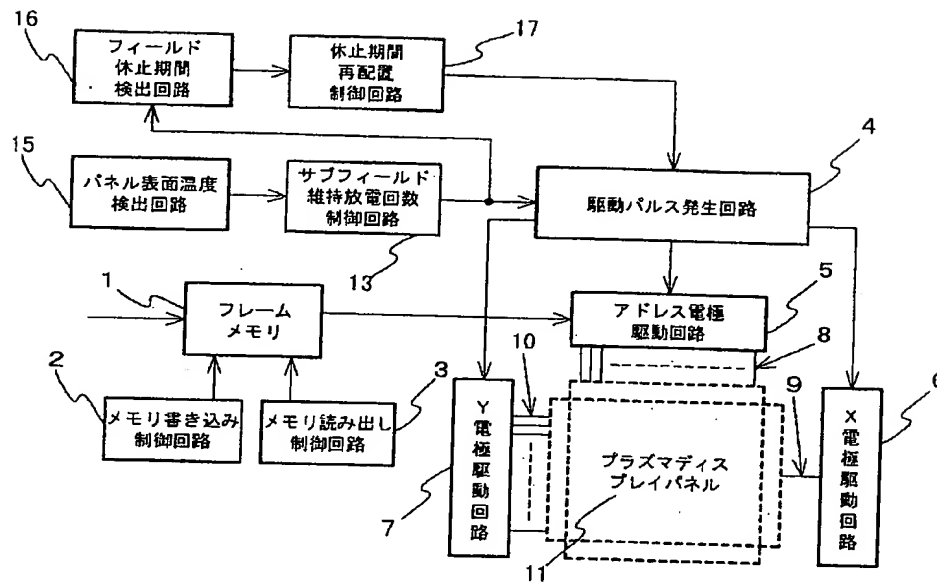 16
フィールド
休止期間
検出回路
休止期間
再配置
制御回路
17
15
パネル表面温度
検出回路
サブフィールド
維持放電回数
制御回路
13
駆動パルス発生回路
4
1
フレーム
メモリ
アドレス電極
駆動回路
5
2
メモリ書き込み
制御回路
メモリ読み出し
制御回路
3
10
8
9
6
Y電極駆動回路
7
プラズマディス
プレイパネル
11
X電極駆動回路